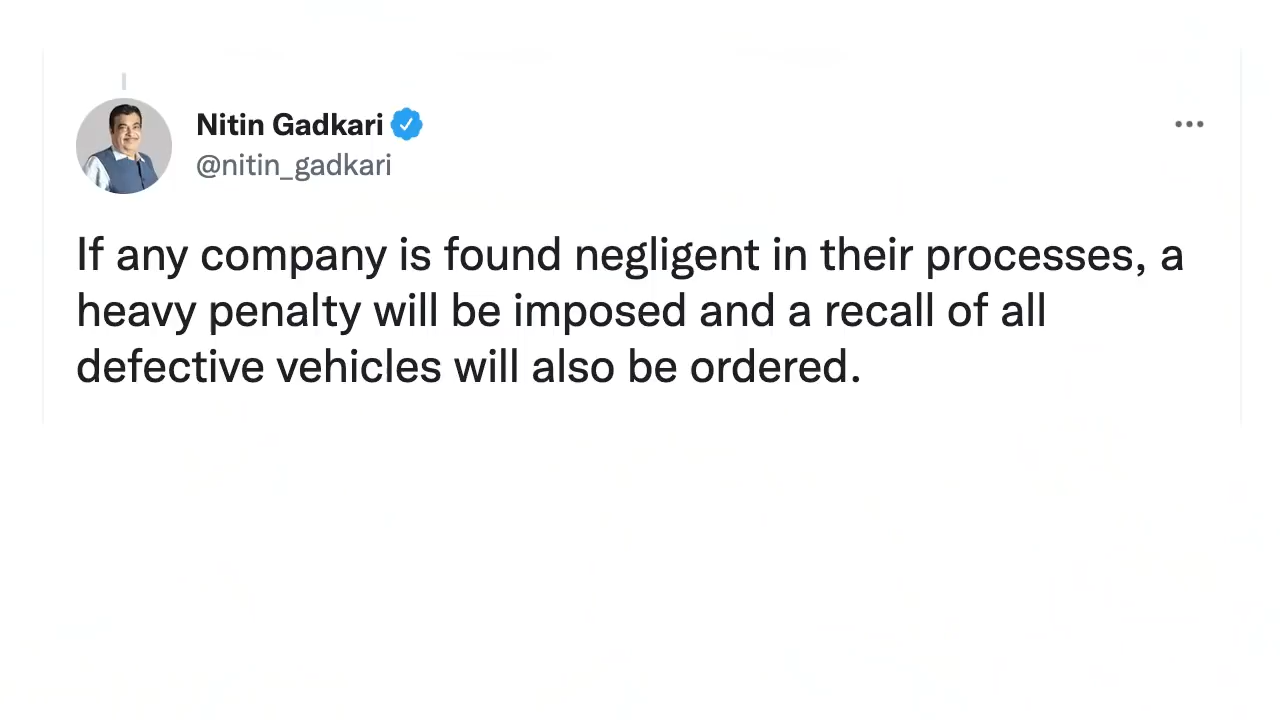 Nitin Gadkari
@nitin_gadkari
If any company is found negligent in their processes, a
heavy penalty will be imposed and a recall of all
defective vehicles will also be ordered.